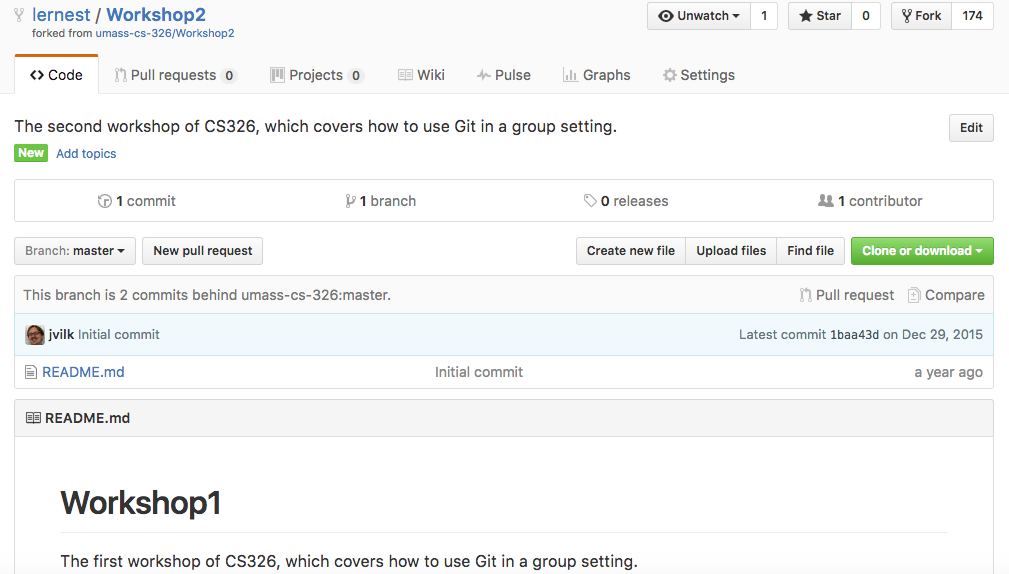 lernest / Workshop2
forked from umass-cs-326/Workshop2
Unwatch 1 Star 0 Fork 174
Code Pull requests 0 Projects 0 Wiki Pulse Graphs Settings
The second workshop of CS326, which covers how to use Git in a group setting.
Edit
New Add topics
1 commit 1 branch 0 releases 1 contributor
Branch: master New pull request Create new file Upload files Find file Clone or download
This branch is 2 commits behind umass-cs-326:master. Pull request Compare
jvilk Initial commit Latest commit 1baa43d on Dec 29, 2015
README.md Initial commit a year ago
README.md
Workshop1
The first workshop of CS326, which covers how to use Git in a group setting.